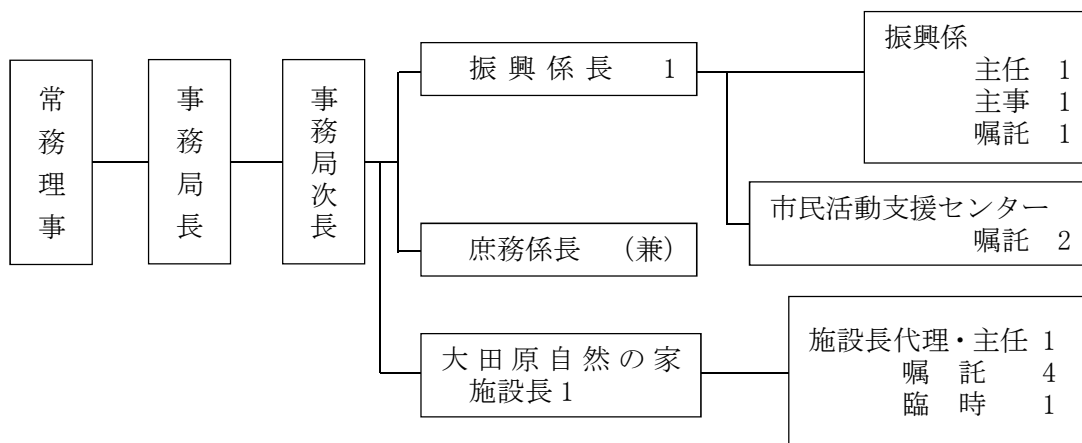 常務理事
事務局長
事務局次長
振興係長 1
振興係
主任 1
主事 1
嘱託 1
市民活動支援センター
嘱託 2
庶務係長 (兼)
大田原自然の家
施設長1
施設長代理・主任 1
嘱託 4
臨時 1